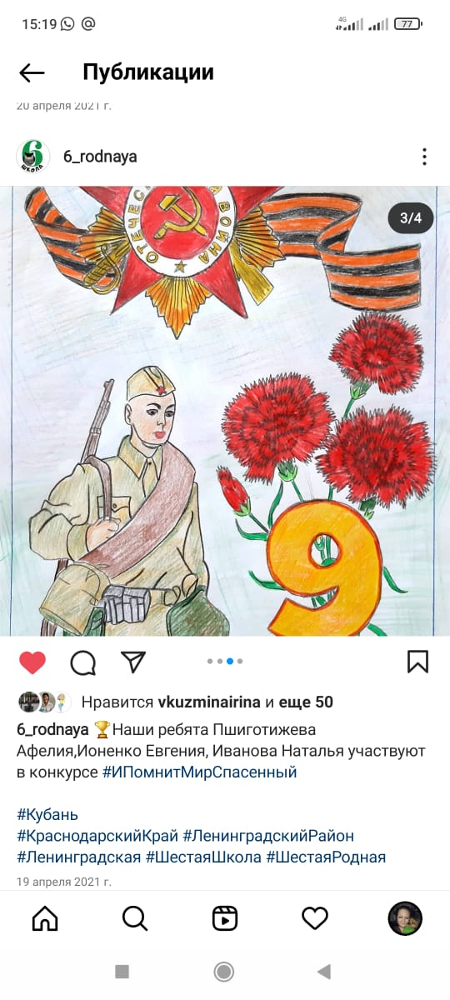 15:19
4G
77
Публикации
20 апреля 2021 г.
6
ШКОЛА
6_rodnaya
3/4
ОТЕЧЕС
ВОЙНА
9
Нравится vkuzminairina и еще 50
6_rodnaya 🏆Наши ребята Пшиготижева
Афелия,Ионенко Евгения, Иванова Наталья участвуют
в конкурсе #ИПомнитМирСпасенный
#Кубань
#КраснодарскийКрай #ЛенинградскийРайон
#Ленинградская #ШестаяШкола #ШестаяРодная
19 апреля 2021 г.